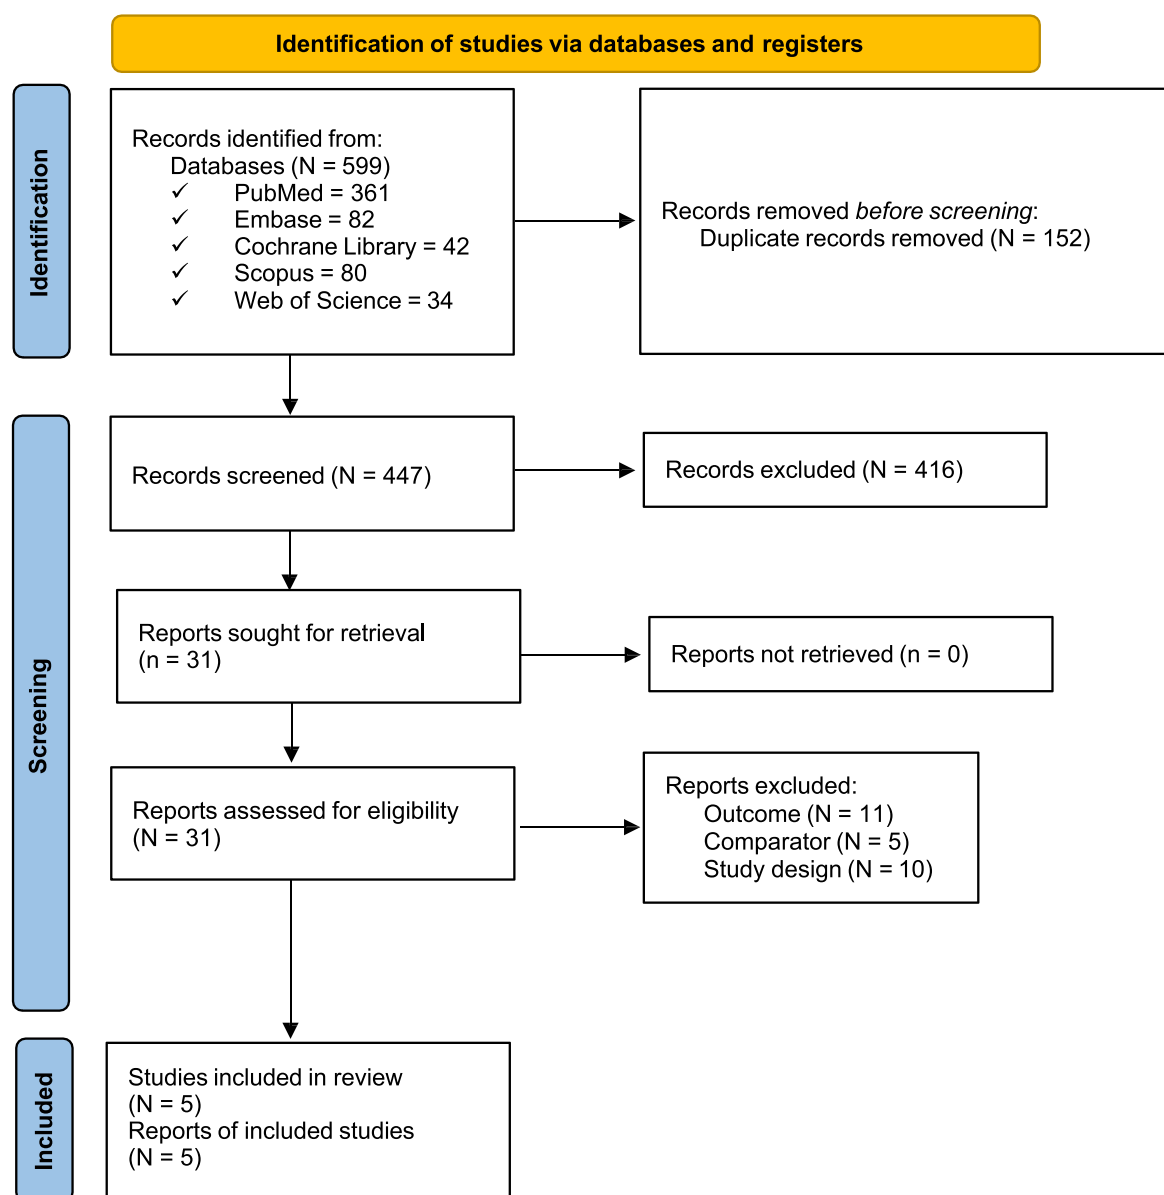 Identification of studies via databases and registers
Identification
Records identified from:
Databases (N = 599)
✓ PubMed = 361
✓ Embase = 82
✓ Cochrane Library = 42
✓ Scopus = 80
✓ Web of Science = 34
Records removed before screening:
Duplicate records removed (N = 152)
Screening
Records screened (N = 447)
Records excluded (N = 416)
Reports sought for retrieval
(n = 31)
Reports not retrieved (n = 0)
Reports assessed for eligibility
(N = 31)
Reports excluded:
Outcome (N = 11)
Comparator (N = 5)
Study design (N = 10)
Included
Studies included in review
(N = 5)
Reports of included studies
(N = 5)